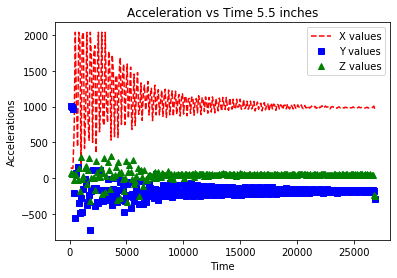 Acceleration vs Time 5.5 inches
X values
Y values
Z values
Accelerations
2000
1500
1000
500
0
−500
0
5000
10000
15000
20000
25000
Time